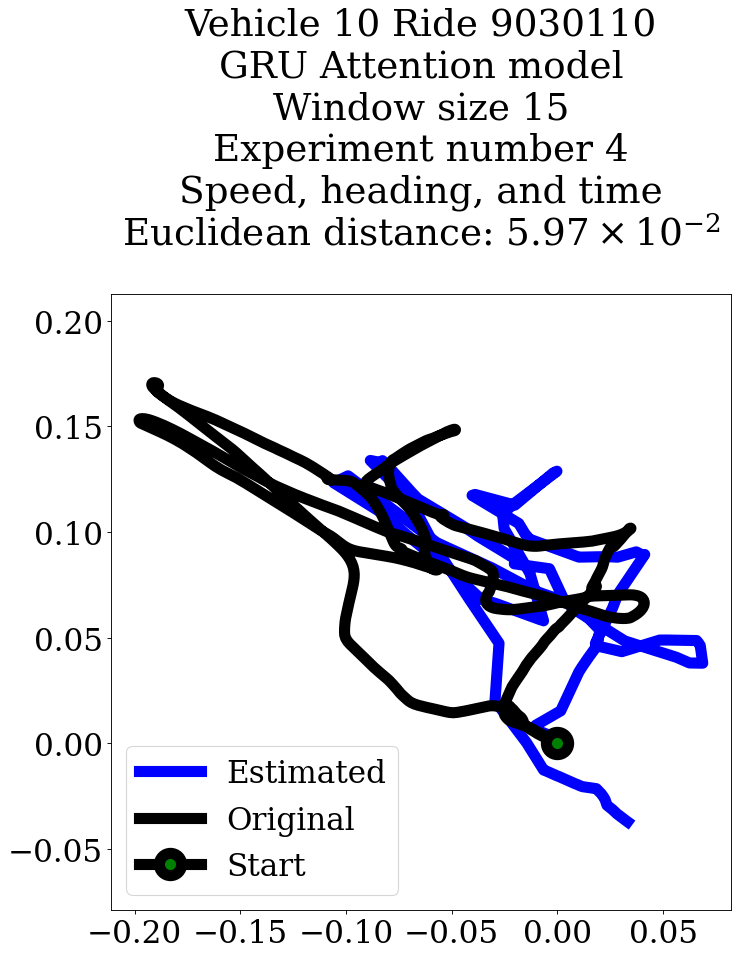 Vehicle 10 Ride 9030110
GRU Attention model
Window size 15
Experiment number 4
Speed, heading, and time
Euclidean distance: 5.97 × 10⁻²
0.20
0.15
0.10
0.05
0.00
−0.05
Estimated
Original
Start
−0.20 −0.15 −0.10 −0.05 0.00 0.05